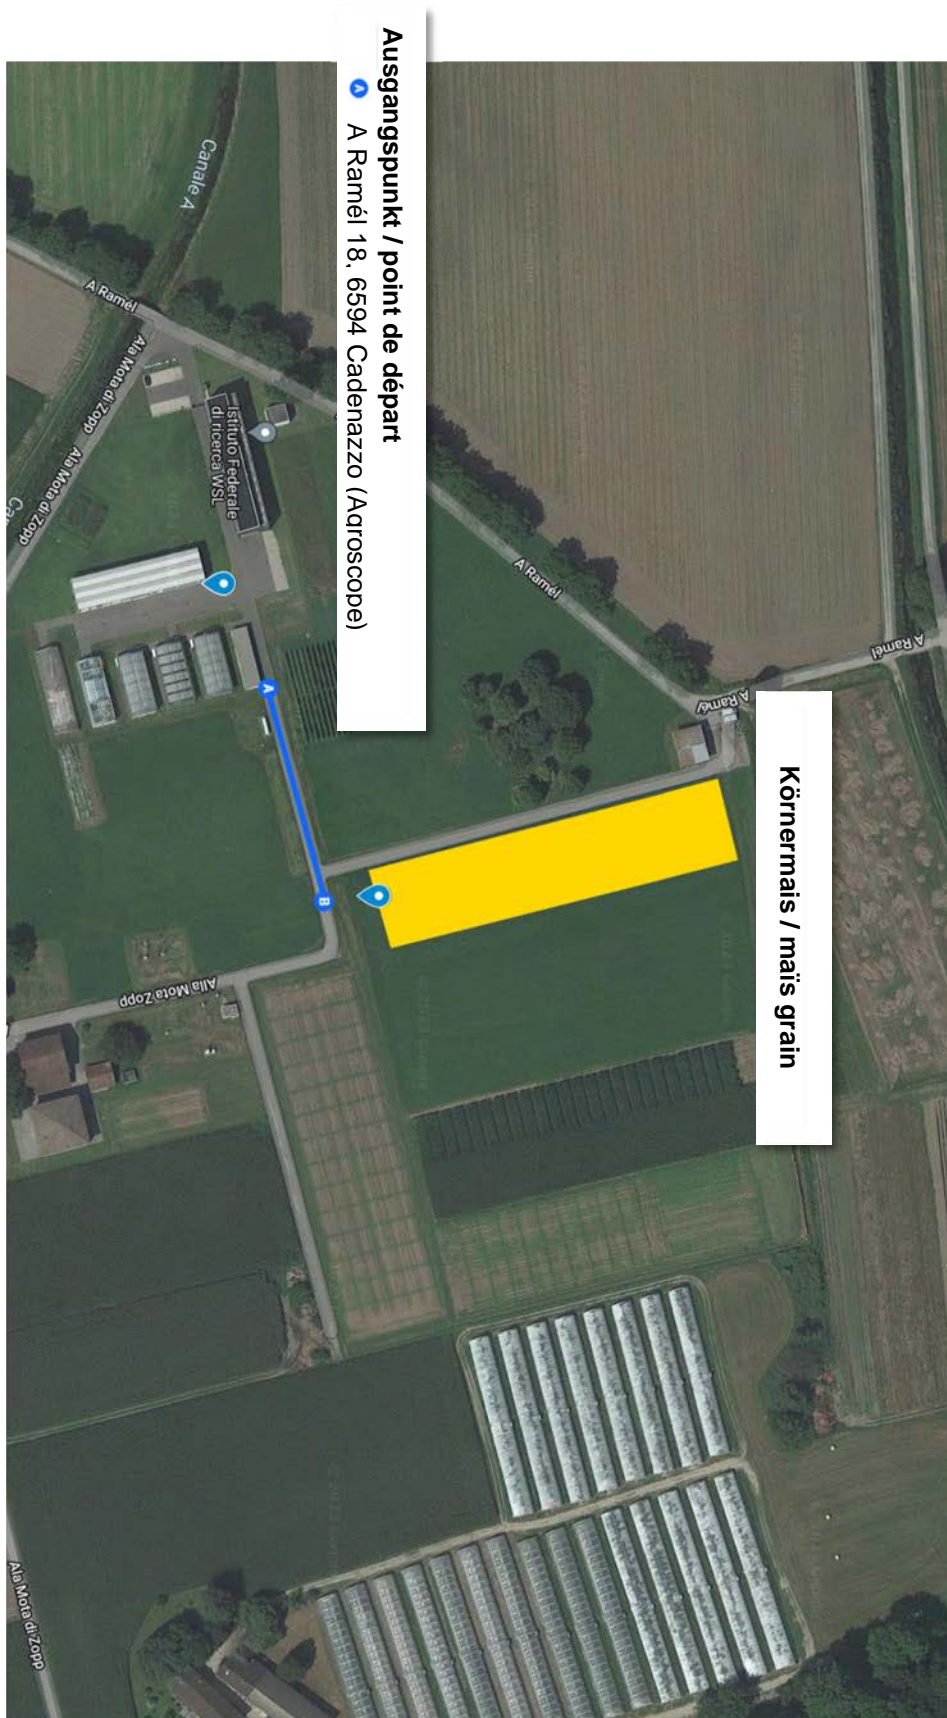 Körnermais / maïs grain
Ausgangspunkt / point de départ
A A Ramél 18, 6594 Cadenazzo (Agroscope)
A Ramél
A Ramél
A Ramél
A Ramél
Canale A
Istituto Federale
di ricerca WSL
A
B
Alla Mota Zopp
Ala Mota di Zopp
Ala Mota di Zopp
Ala Mota di Zopp